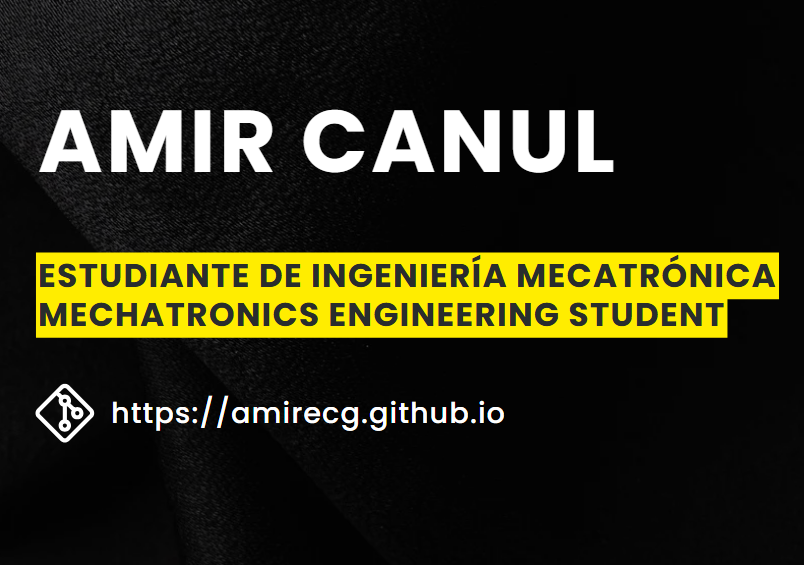 AMIR CANUL
ESTUDIANTE DE INGENIERÍA MECATRÓNICA
MECHATRONICS ENGINEERING STUDENT
https://amirecg.github.io